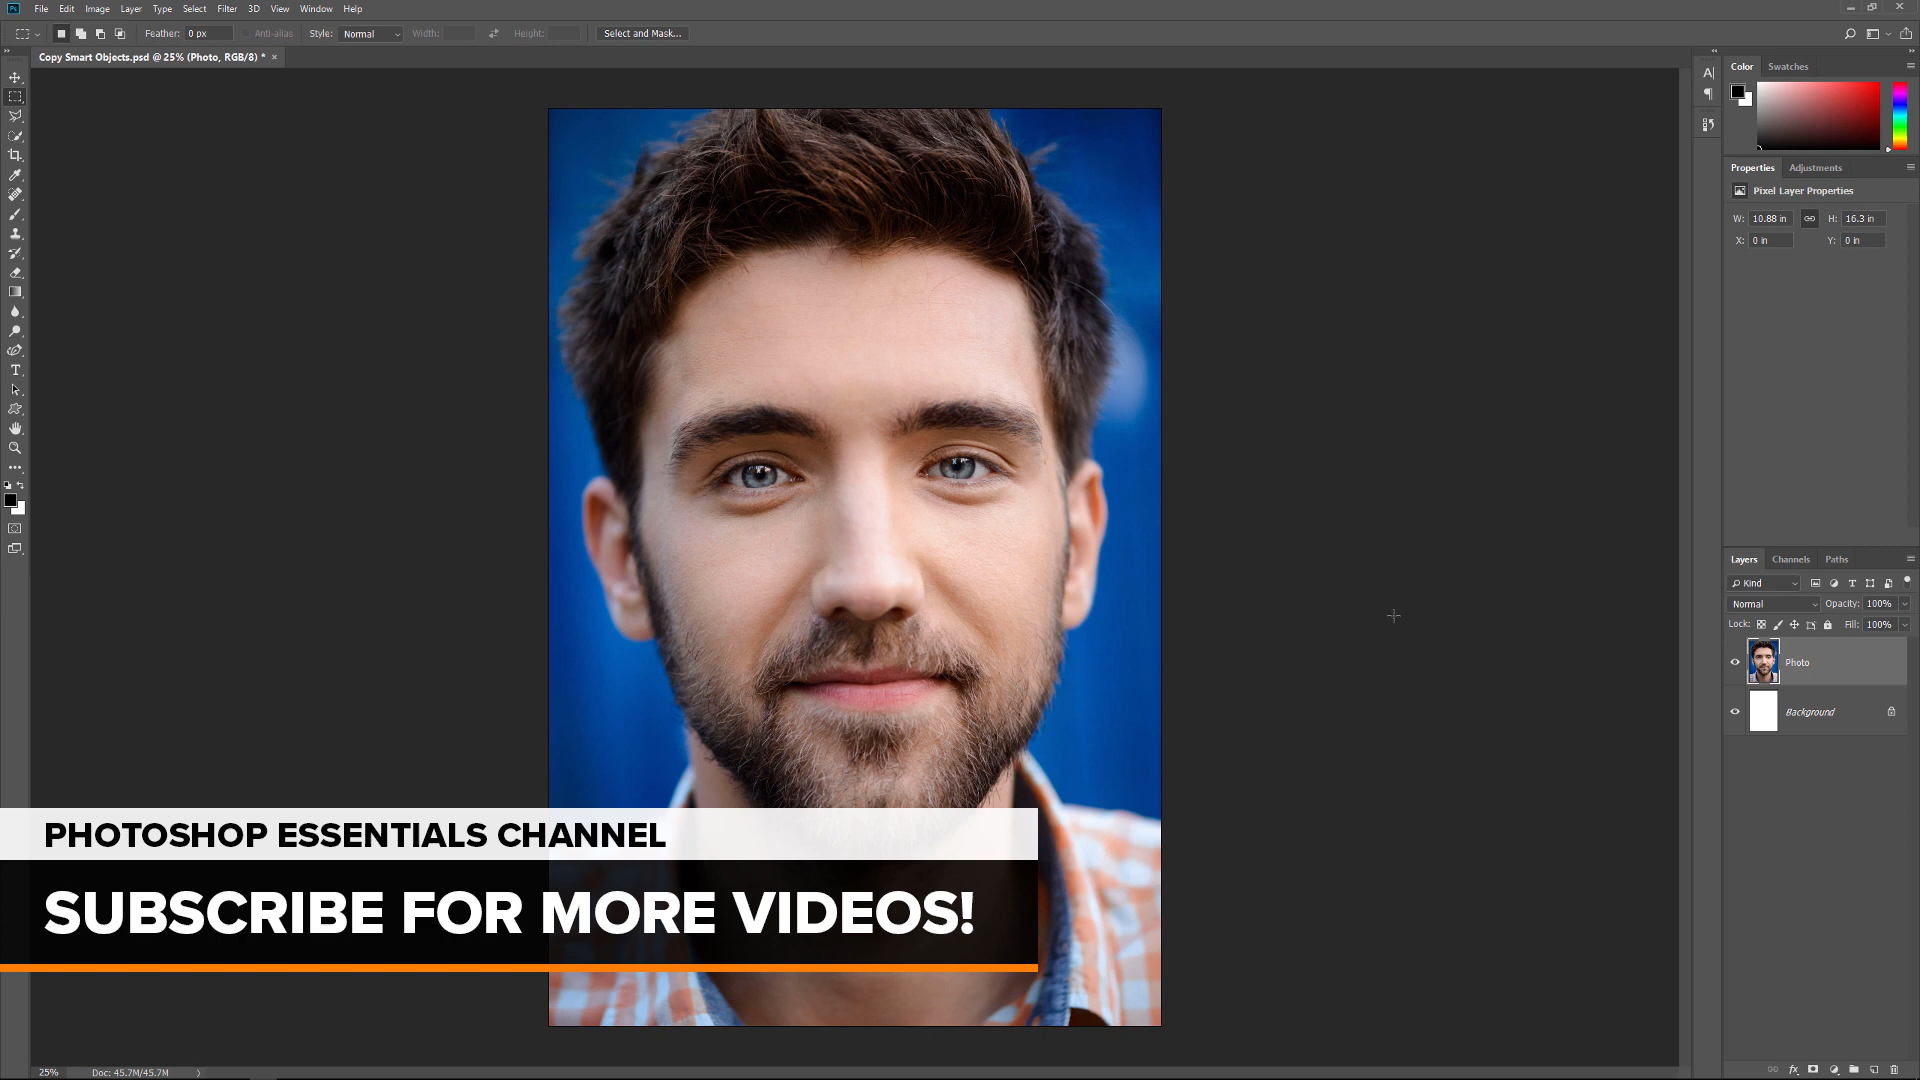 Ps File Edit Image Layer Type Select Filter 3D View Window Help
Feather: 0 px Anti-alias Style: Normal Width: Height: Select and Mask...
Copy Smart Objects.psd @ 25% (Photo, RGB/8) * ×
Color Swatches
Properties Adjustments
Pixel Layer Properties
W: 10.88 in H: 16.3 in
X: 0 in Y: 0 in
Layers Channels Paths
Kind
Normal Opacity: 100%
Lock: Fill: 100%
Photo
Background
PHOTOSHOP ESSENTIALS CHANNEL
SUBSCRIBE FOR MORE VIDEOS!
25% Doc: 45.7M/45.7M